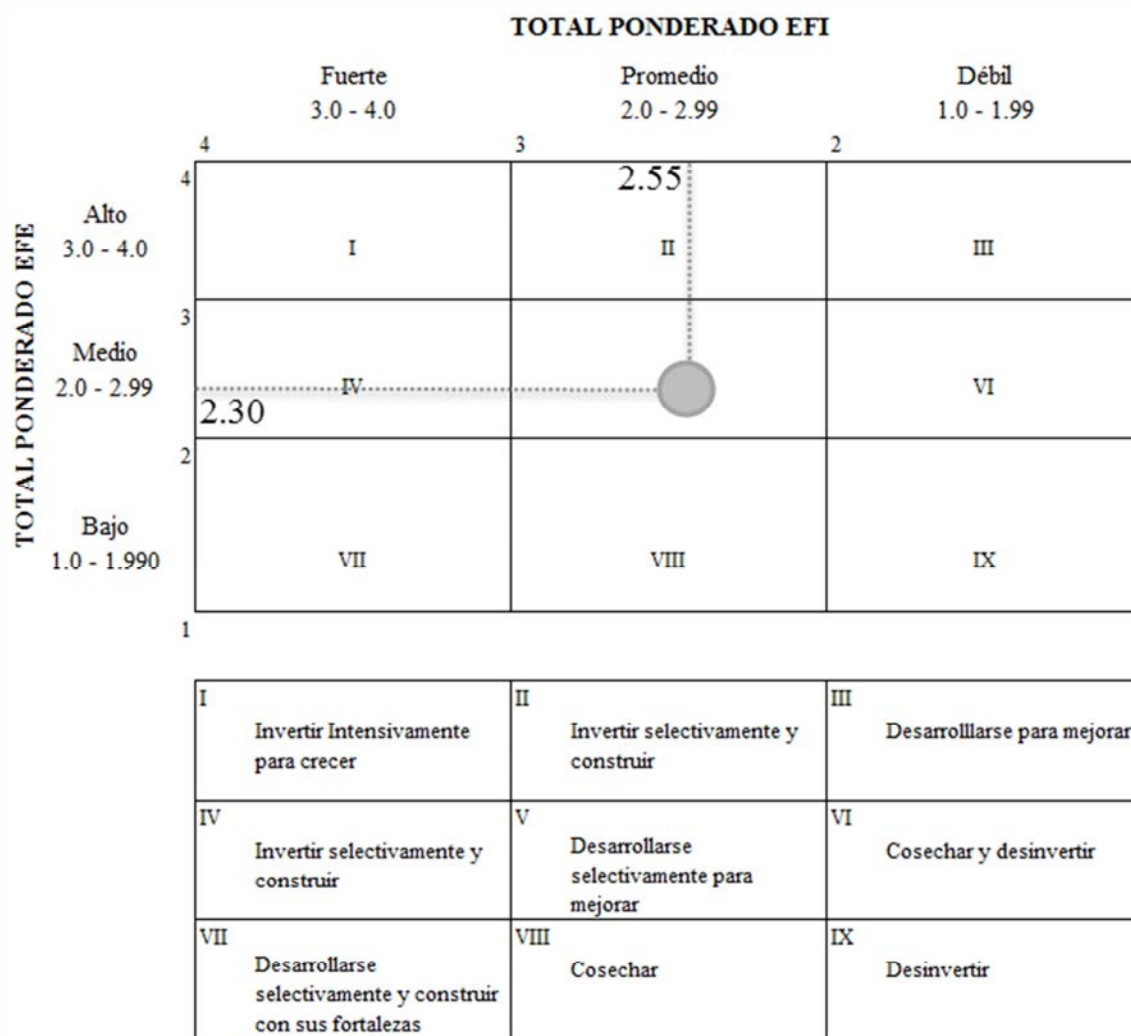 TOTAL PONDERADO EFI
Fuerte
3.0 - 4.0
Promedio
2.0 - 2.99
Débil
1.0 - 1.99
4
3
2
TOTAL PONDERADO EFE
4
Alto
3.0 - 4.0
I
2.55
II
III
3
Medio
2.0 - 2.99
IV
2.30
VI
2
Bajo
1.0 - 1.990
VII
VIII
IX
1
I
Invertir Intensivamente
para crecer
II
Invertir selectivamente y
construir
III
Desarrolllarse para mejorar
IV
Invertir selectivamente y
construir
V
Desarrollarse
selectivamente para
mejorar
VI
Cosechar y desinvertir
VII
Desarrollarse
selectivamente y construir
con sus fortalezas
VIII
Cosechar
IX
Desinvertir